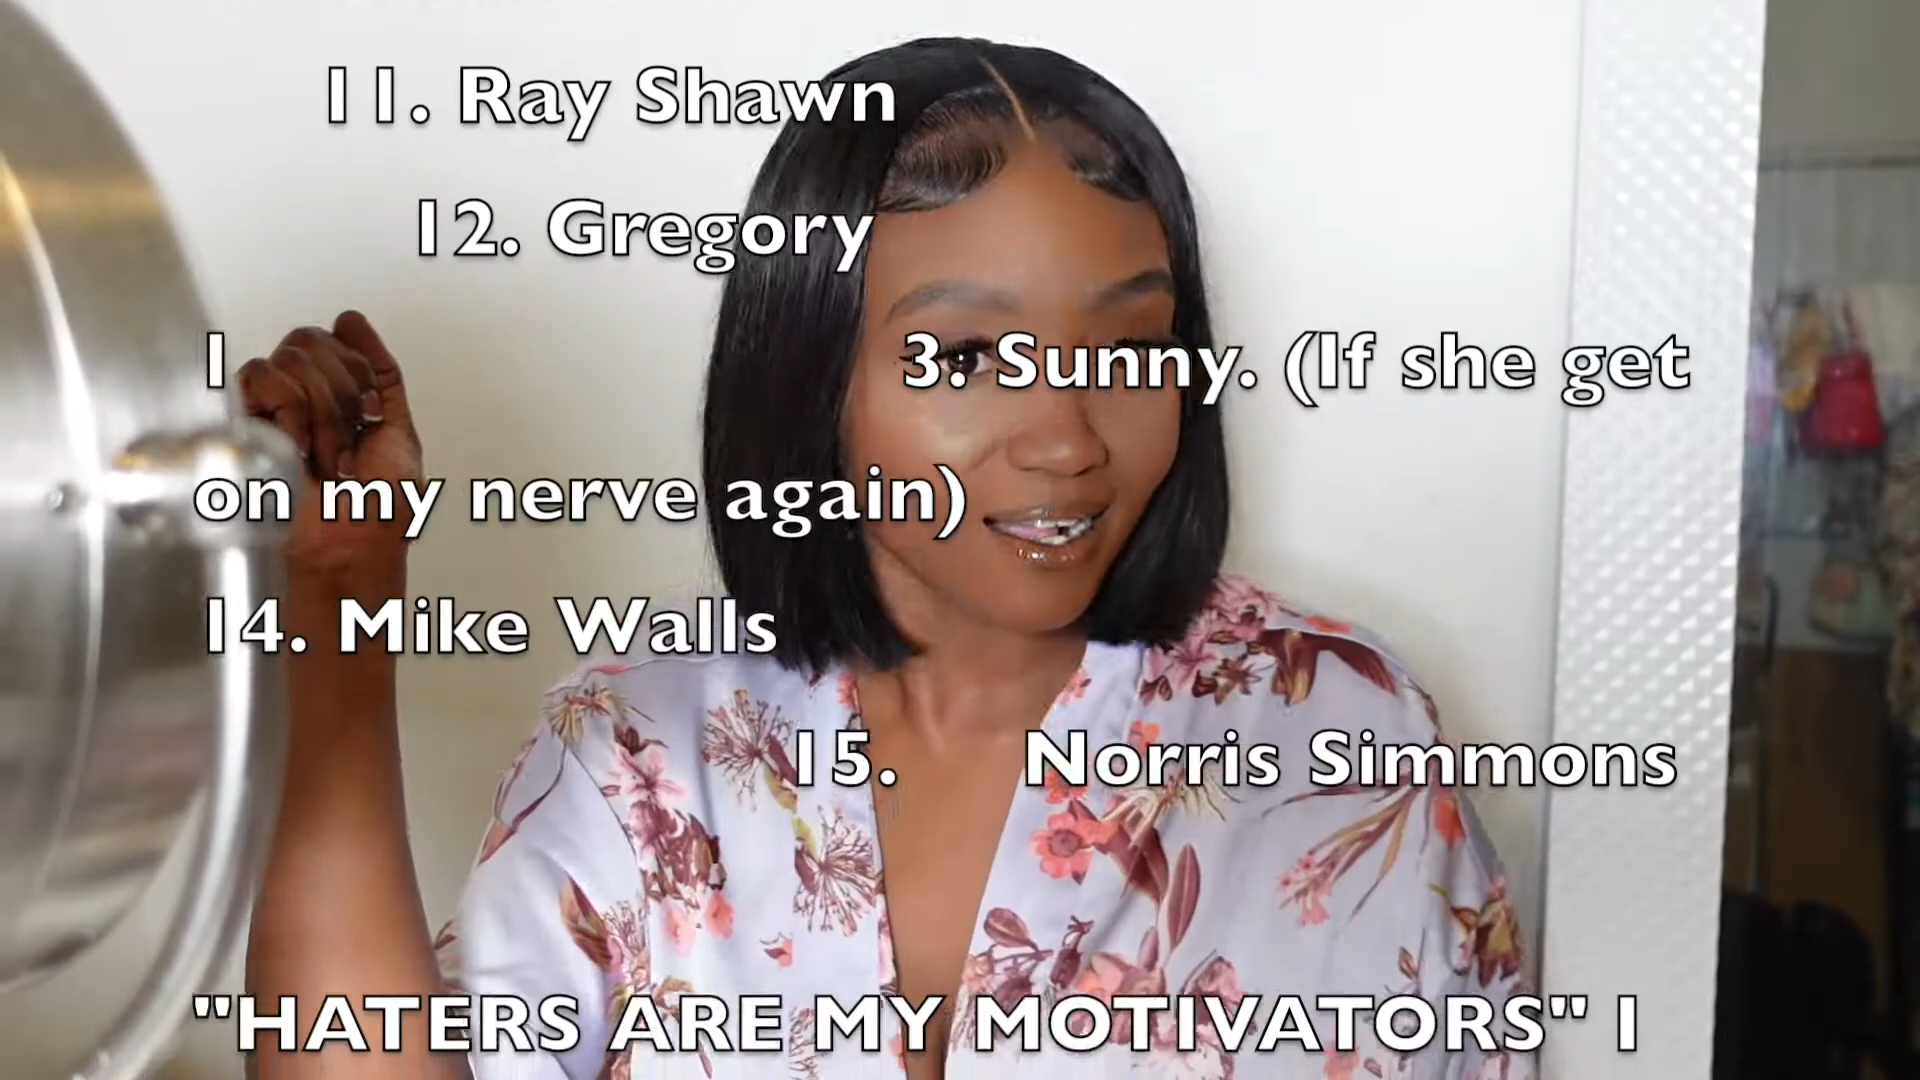 11. Ray Shawn
12. Gregory
1 3. Sunny. (If she get
on my nerve again)
14. Mike Walls
15. Norris Simmons
"HATERS ARE MY MOTIVATORS" I